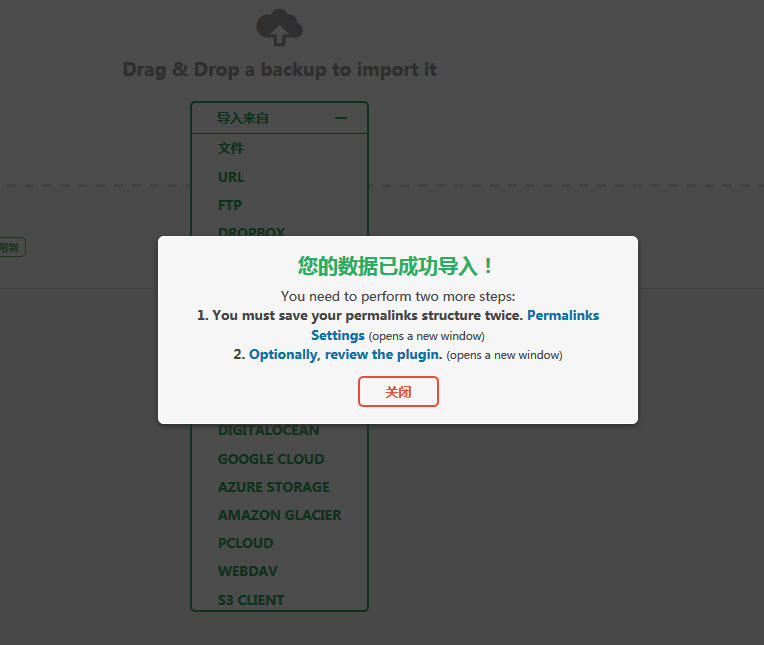 Drag & Drop a backup to import it
导入来自
文件
URL
FTP
DROPBOX
限制
您的数据已成功导入！
You need to perform two more steps:
1. You must save your permalinks structure twice. Permalinks
Settings (opens a new window)
2. Optionally, review the plugin. (opens a new window)
关闭
DIGITALOCEAN
GOOGLE CLOUD
AZURE STORAGE
AMAZON GLACIER
PCLOUD
WEBDAV
S3 CLIENT